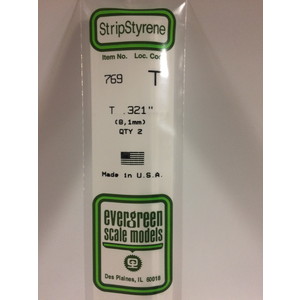 StripStyrene
Item No. Loc. Code
769 T
T .321"
(8,1mm)
QTY 2
Made in U.S.A.
evergreen
scale models
Des Plaines, IL 60018